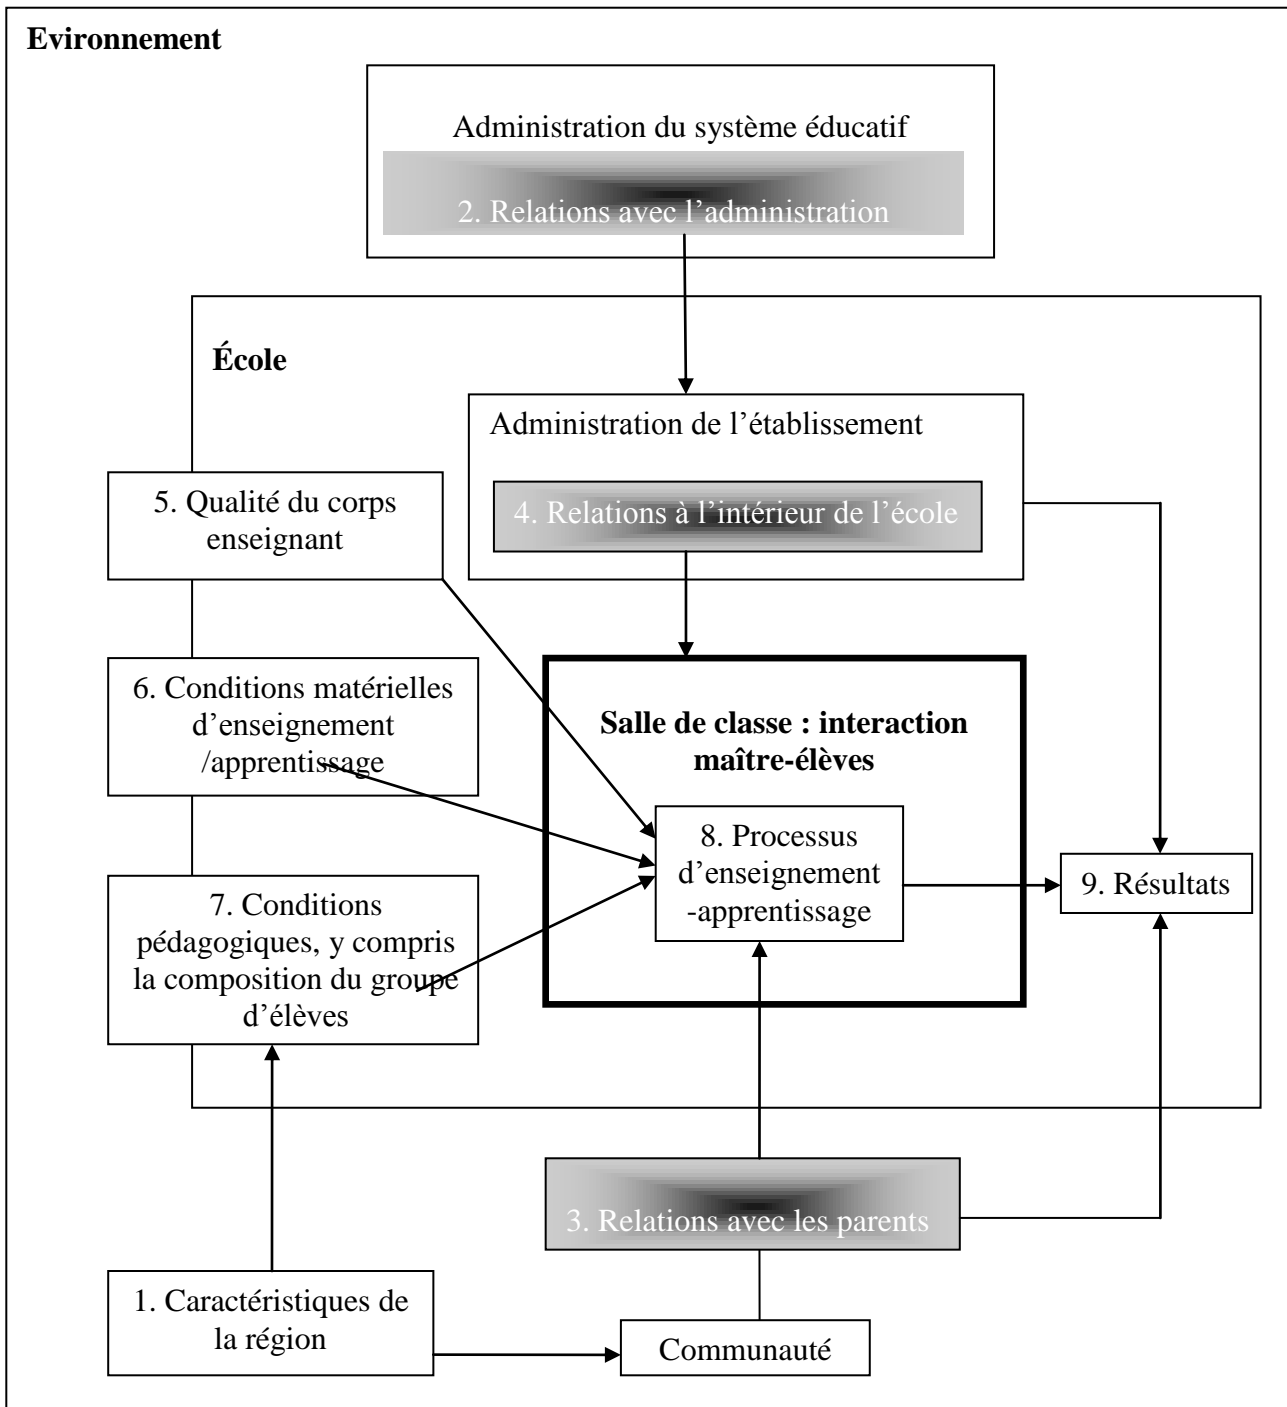 Evironnement
Administration du système éducatif
2. Relations avec l’administration
École
Administration de l’établissement
4. Relations à l’intérieur de l’école
5. Qualité du corps
enseignant
6. Conditions matérielles
d’enseignement
/apprentissage
Salle de classe : interaction
maître-élèves
8. Processus
d’enseignement
-apprentissage
9. Résultats
7. Conditions
pédagogiques, y compris
la composition du groupe
d’élèves
3. Relations avec les parents
1. Caractéristiques de
la région
Communauté